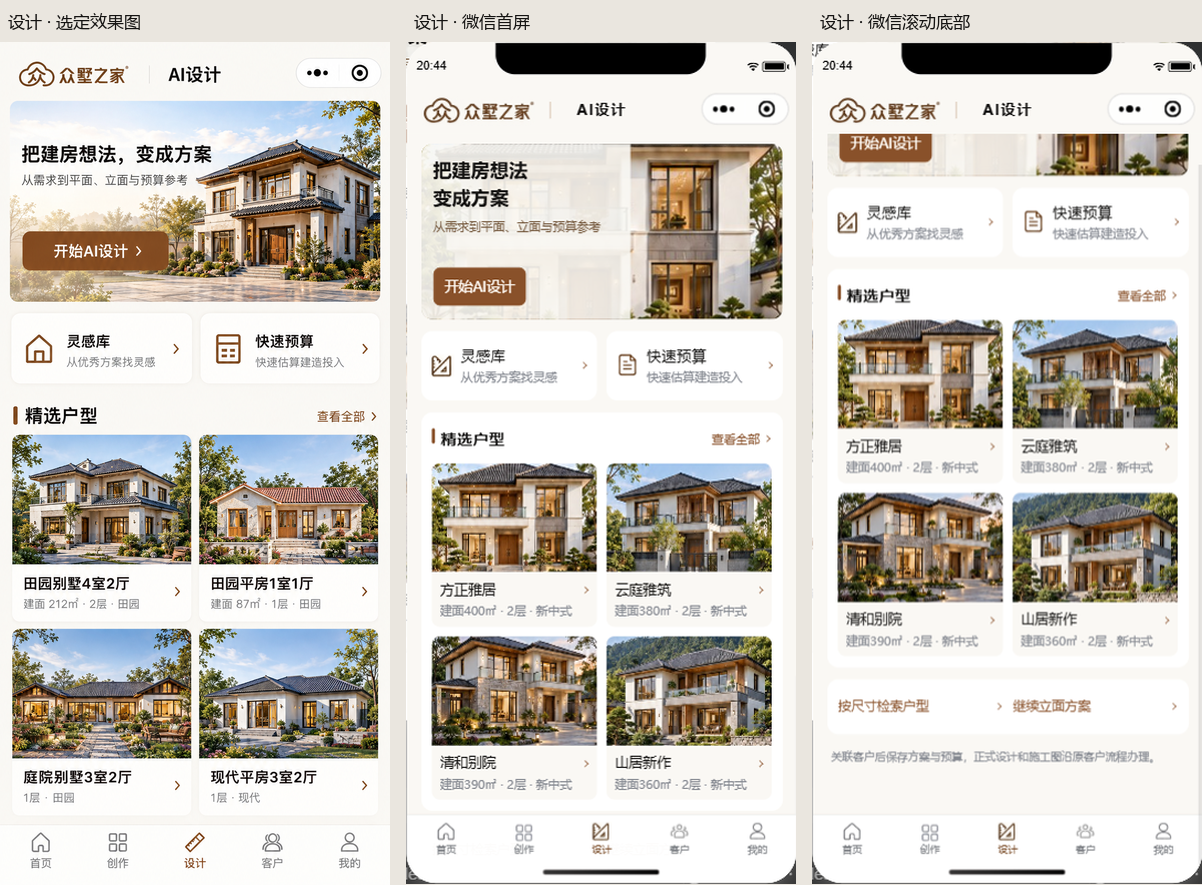 设计 · 选定效果图
众墅之家
AI设计
把建房想法，变成方案
从需求到平面、立面与预算参考
开始AI设计
灵感库
从优秀方案找灵感
快速预算
快速估算建造投入
精选户型
查看全部
田园别墅4室2厅
建面 212㎡ · 2层 · 田园
田园平房1室1厅
建面 87㎡ · 1层 · 田园
庭院别墅3室2厅
1层 · 田园
现代平房3室2厅
1层 · 现代
首页
创作
设计
客户
我的
设计 · 微信首屏
20:44
众墅之家
AI设计
把建房想法
变成方案
从需求到平面、立面与预算参考
开始AI设计
灵感库
从优秀方案找灵感
快速预算
快速估算建造投入
精选户型
查看全部
方正雅居
建面400㎡ · 2层 · 新中式
云庭雅筑
建面380㎡ · 2层 · 新中式
清和别院
建面390㎡ · 2层 · 新中式
山居新作
建面360㎡ · 2层 · 新中式
首页
创作
设计
客户
我的
设计 · 微信滚动底部
20:44
众墅之家
AI设计
开始AI设计
灵感库
从优秀方案找灵感
快速预算
快速估算建造投入
精选户型
查看全部
方正雅居
建面400㎡ · 2层 · 新中式
云庭雅筑
建面380㎡ · 2层 · 新中式
清和别院
建面390㎡ · 2层 · 新中式
山居新作
建面360㎡ · 2层 · 新中式
按尺寸检索户型
继续立面方案
关联客户后保存方案与预算，正式设计和施工图沿原客户流程办理。
首页
创作
设计
客户
我的